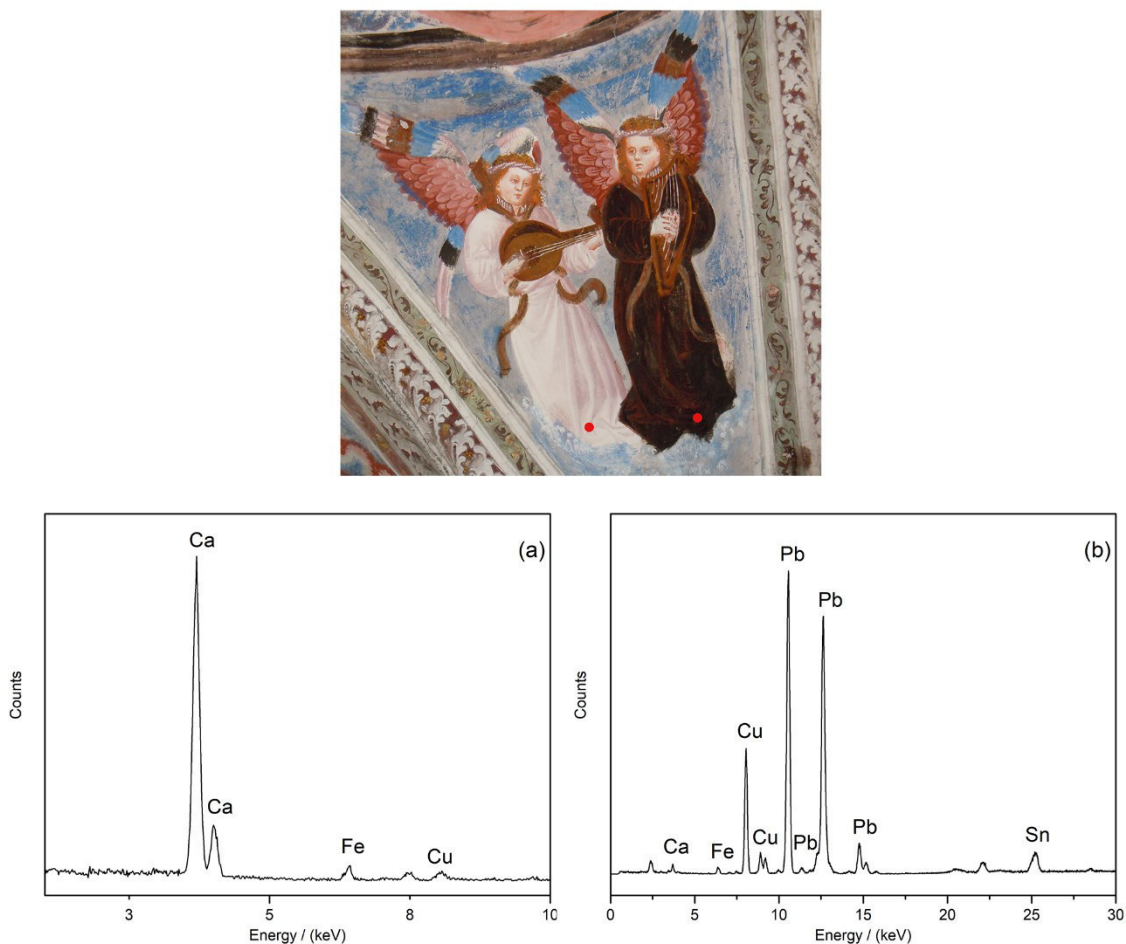 Ca
(a)
Ca
Fe
Cu
Counts
3
5
8
10
Energy / (keV)
Pb
(b)
Pb
Cu
Cu
Pb
Pb
Ca
Fe
Sn
Counts
0
5
10
15
20
25
30
Energy / (keV)